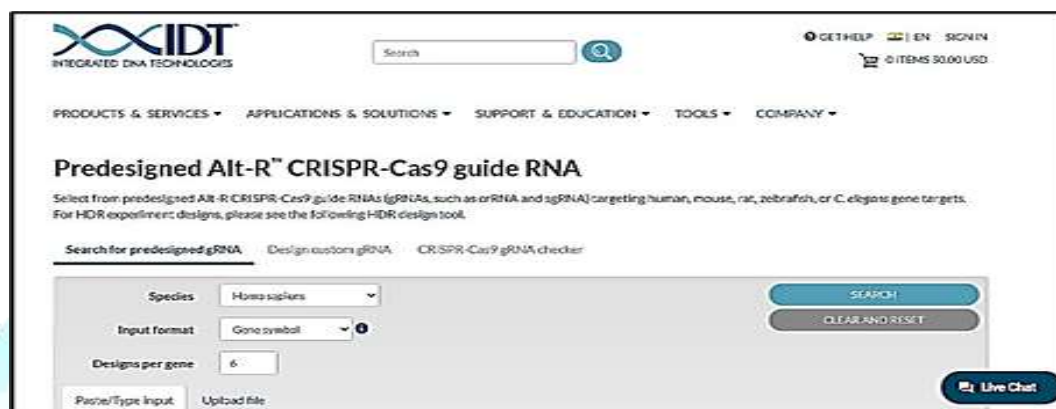 IDT
INTEGRATED DNA TECHNOLOGIES
Search
GET HELP | EN SIGN IN
0 ITEMS $0.00 USD
PRODUCTS & SERVICES APPLICATIONS & SOLUTIONS SUPPORT & EDUCATION TOOLS COMPANY
Predesigned Alt-R™ CRISPR-Cas9 guide RNA
Select from predesigned Alt-R CRISPR-Cas9 guide RNAs (gRNAs, such as crRNA and sgRNA) targeting human, mouse, rat, zebrafish, or C. elegans gene targets.
For HDR experiment designs, please see the following HDR design tool.
Search for predesigned gRNA Design custom gRNA CRISPR-Cas9 gRNA checker
Species Homo sapiens SEARCH
Input format Gene symbol CLEAR AND RESET
Designs per gene 6
Paste/Type Input Upload file
Live Chat